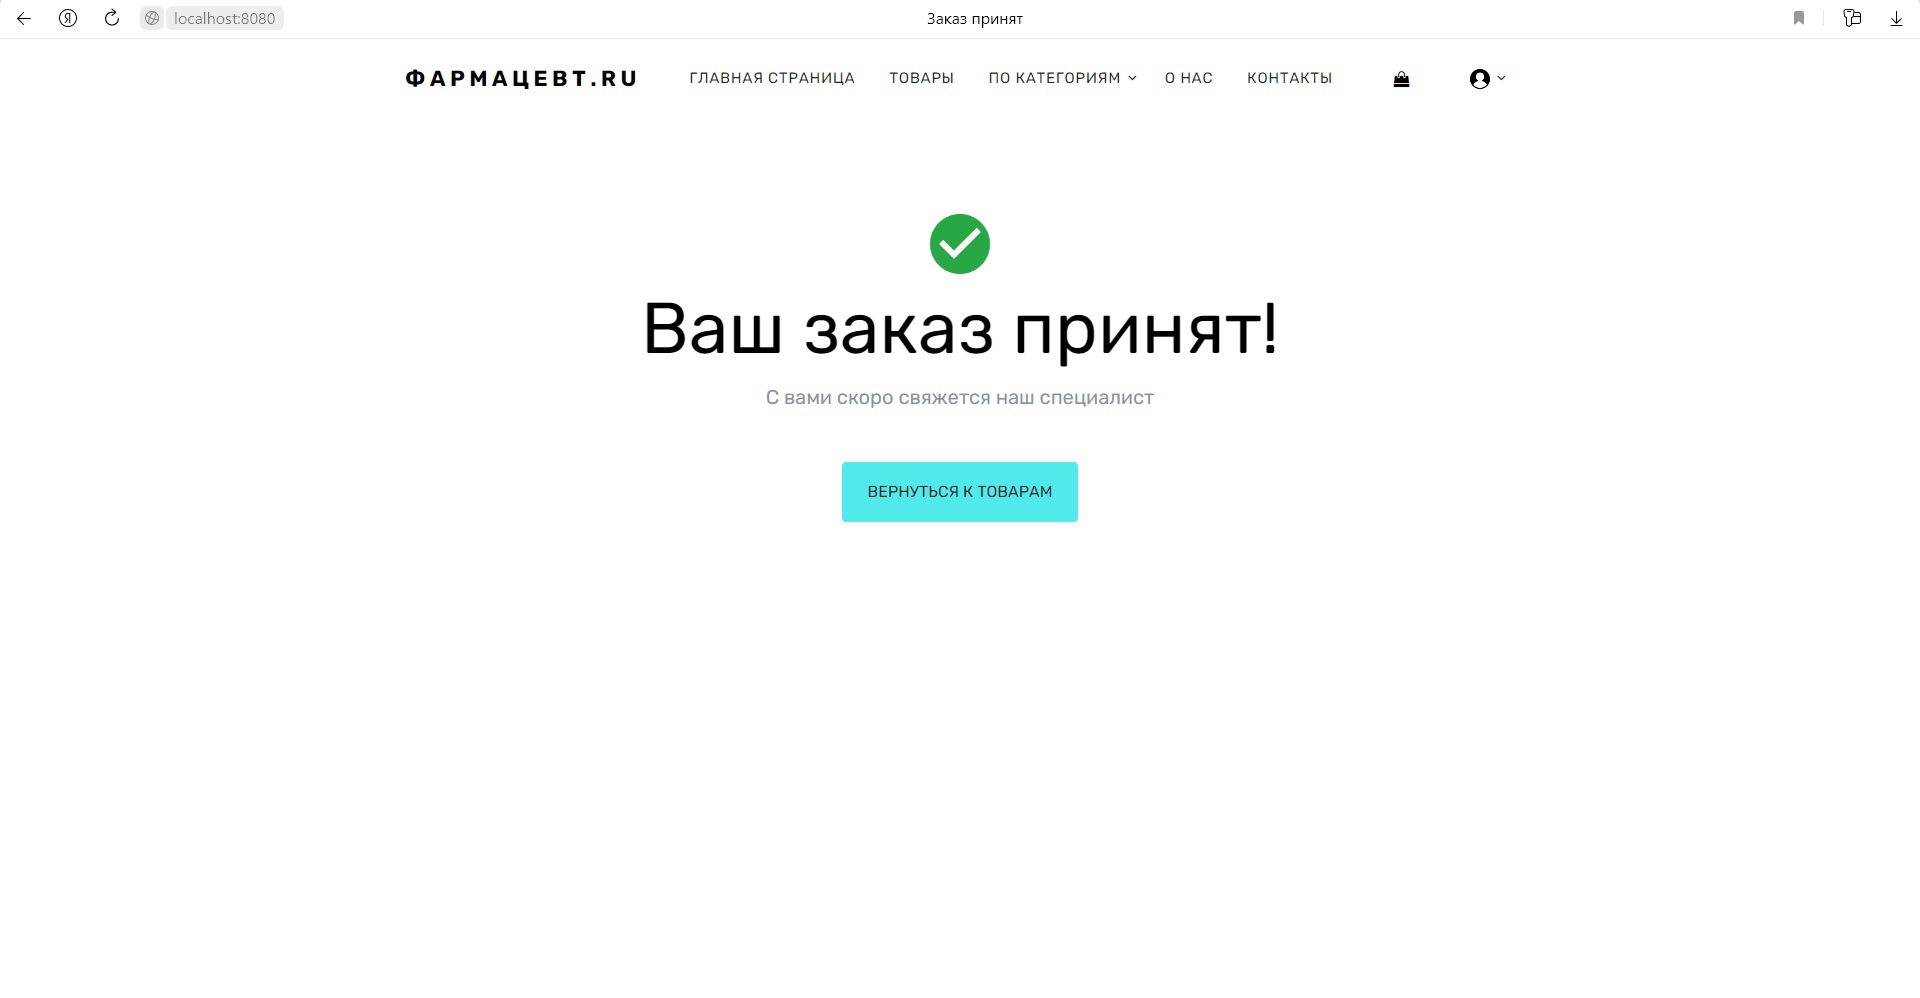 localhost:8080
Заказ принят
ФАРМАЦЕВТ.RU
ГЛАВНАЯ СТРАНИЦА
ТОВАРЫ
ПО КАТЕГОРИЯМ
О НАС
КОНТАКТЫ
Ваш заказ принят!
С вами скоро свяжется наш специалист
ВЕРНУТЬСЯ К ТОВАРАМ